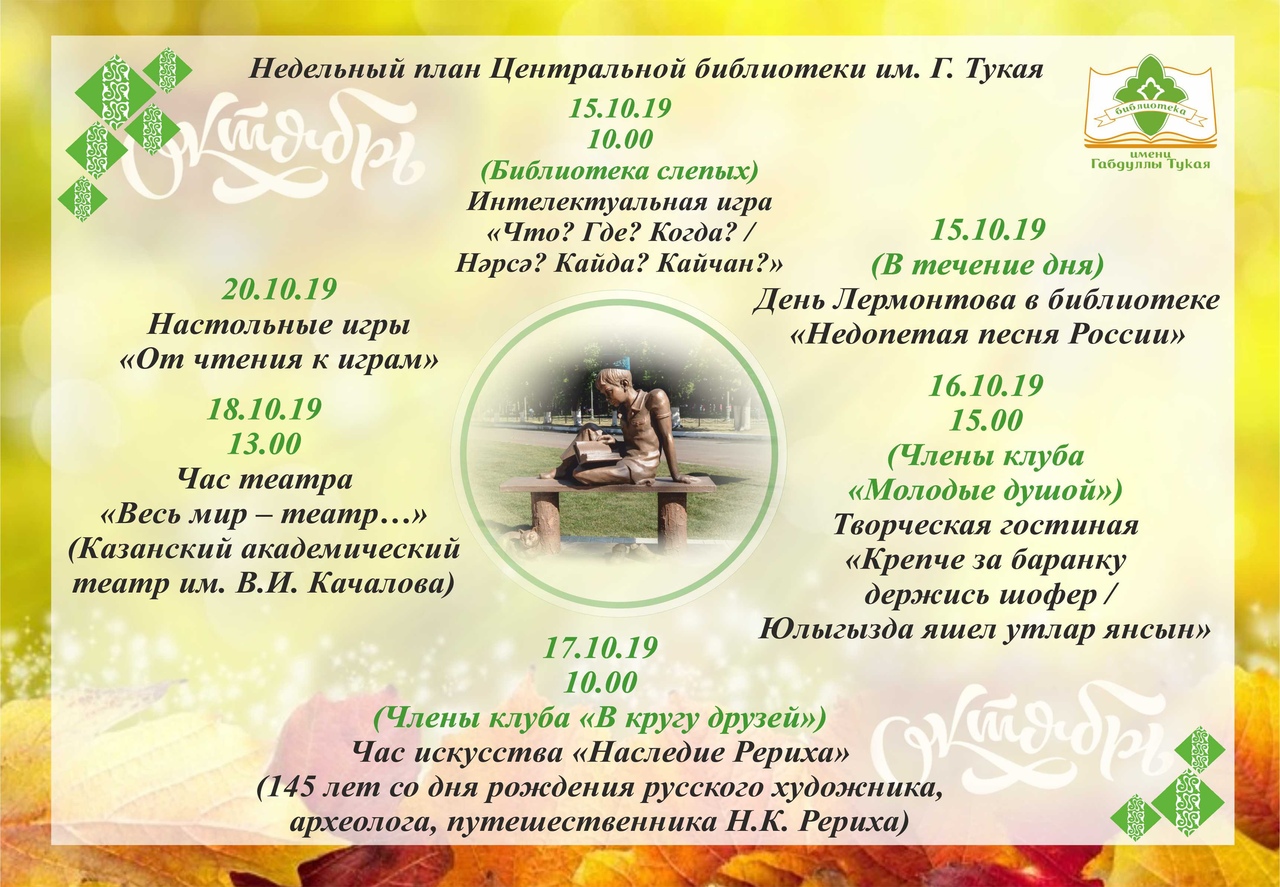 Недельный план Центральной библиотеки им. Г. Тукая
Октябрь
библиотека
имени
Габдуллы Тукая
15.10.19
10.00
(Библиотека слепых)
Интелектуальная игра
«Что? Где? Когда? /
Нәрсә? Кайда? Кайчан?»
15.10.19
(В течение дня)
День Лермонтова в библиотеке
«Недопетая песня России»
16.10.19
15.00
(Члены клуба
«Молодые душой»)
Творческая гостиная
«Крепче за баранку
держись шофер /
Юлыгызда яшел утлар янсын»
17.10.19
10.00
(Члены клуба «В кругу друзей»)
Час искусства «Наследие Рериха»
(145 лет со дня рождения русского художника,
археолога, путешественника Н.К. Рериха)
18.10.19
13.00
Час театра
«Весь мир – театр…»
(Казанский академический
театр им. В.И. Качалова)
20.10.19
Настольные игры
«От чтения к играм»
Октябрь